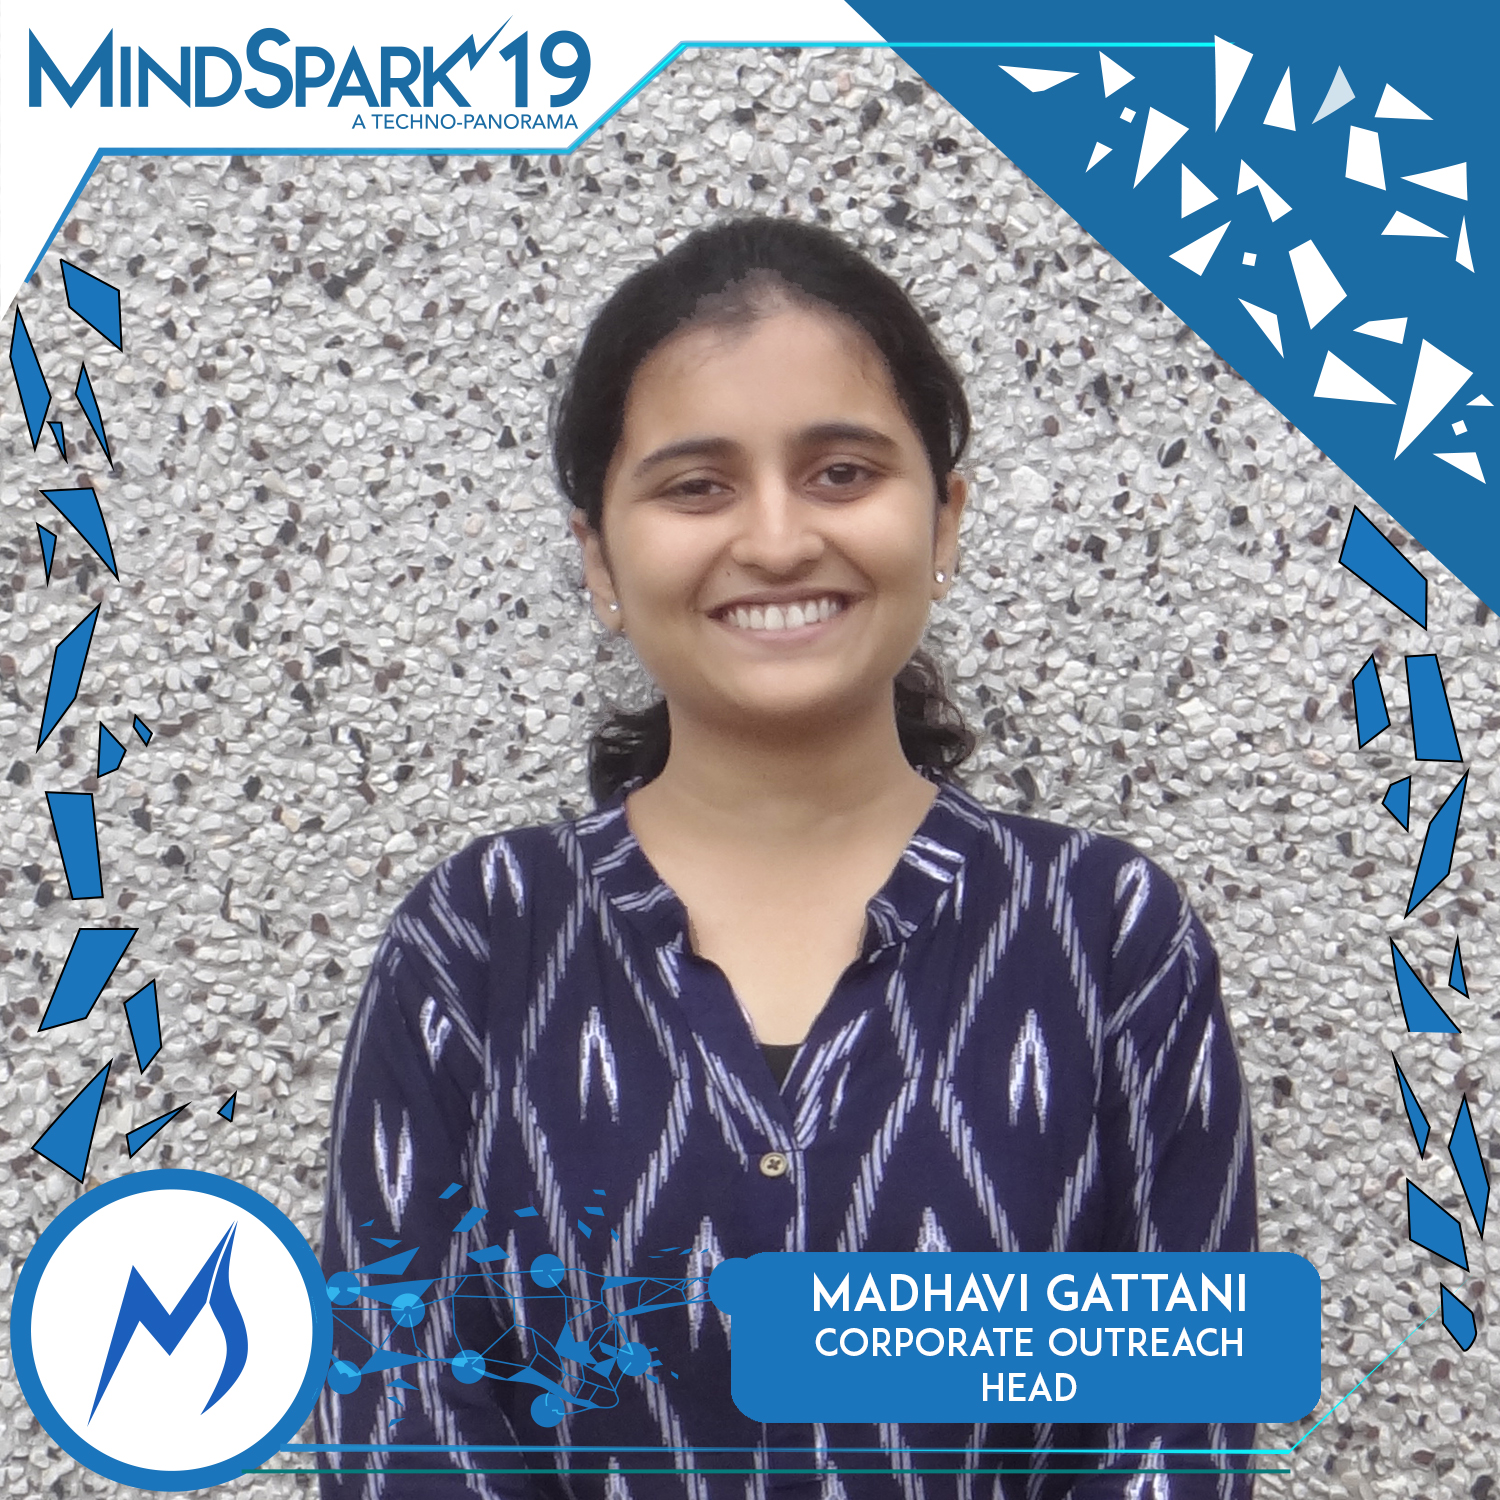 MINDSPARK'19
A TECHNO-PANORAMA
MADHAVI GATTANI
CORPORATE OUTREACH
HEAD